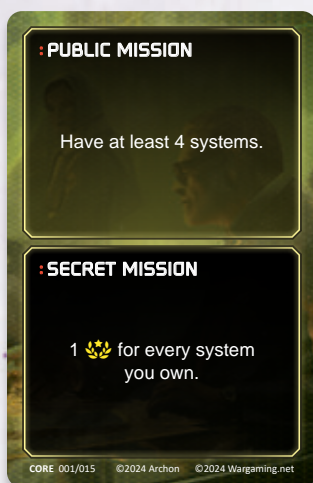 : PUBLIC MISSION
Have at least 4 systems.
: SECRET MISSION
1 for every system
you own.
CORE 001/015 ©2024 Archon ©2024 Wargaming.net